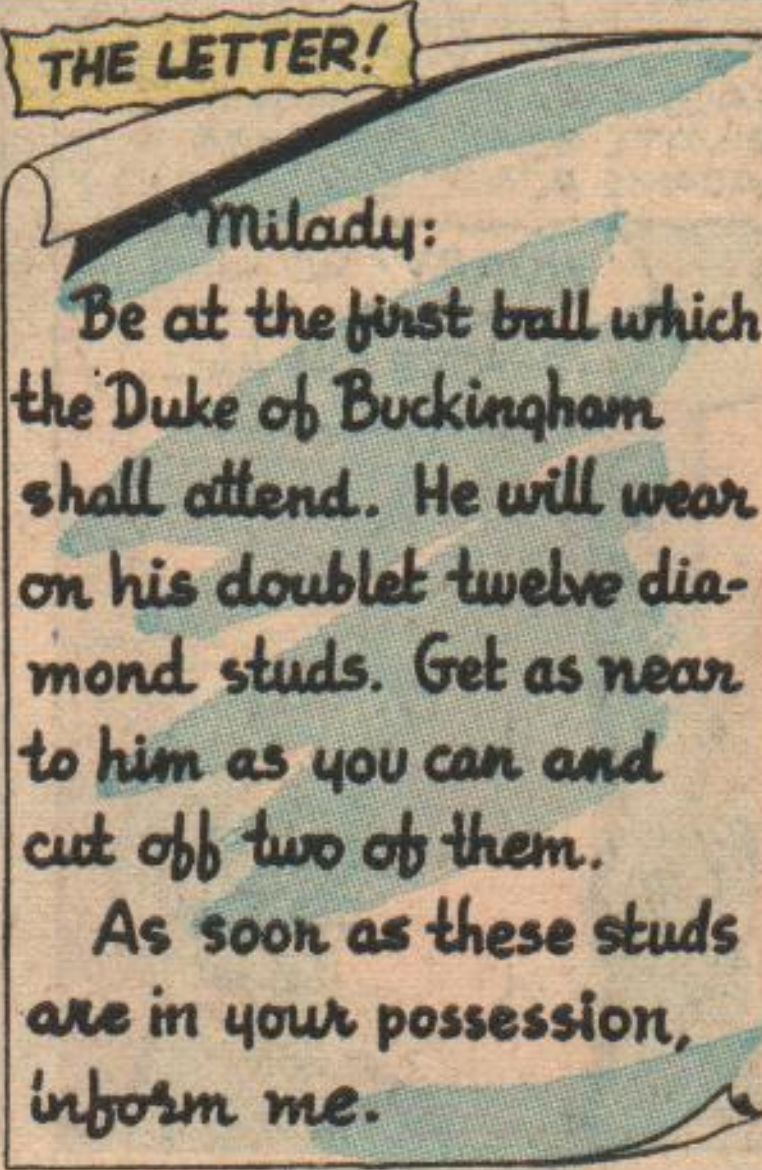 THE LETTER!
Milady:
Be at the first ball which
the Duke of Buckingham
shall attend. He will wear
on his doublet twelve dia-
mond studs. Get as near
to him as you can and
cut off two of them.
As soon as these studs
are in your possession,
inform me.